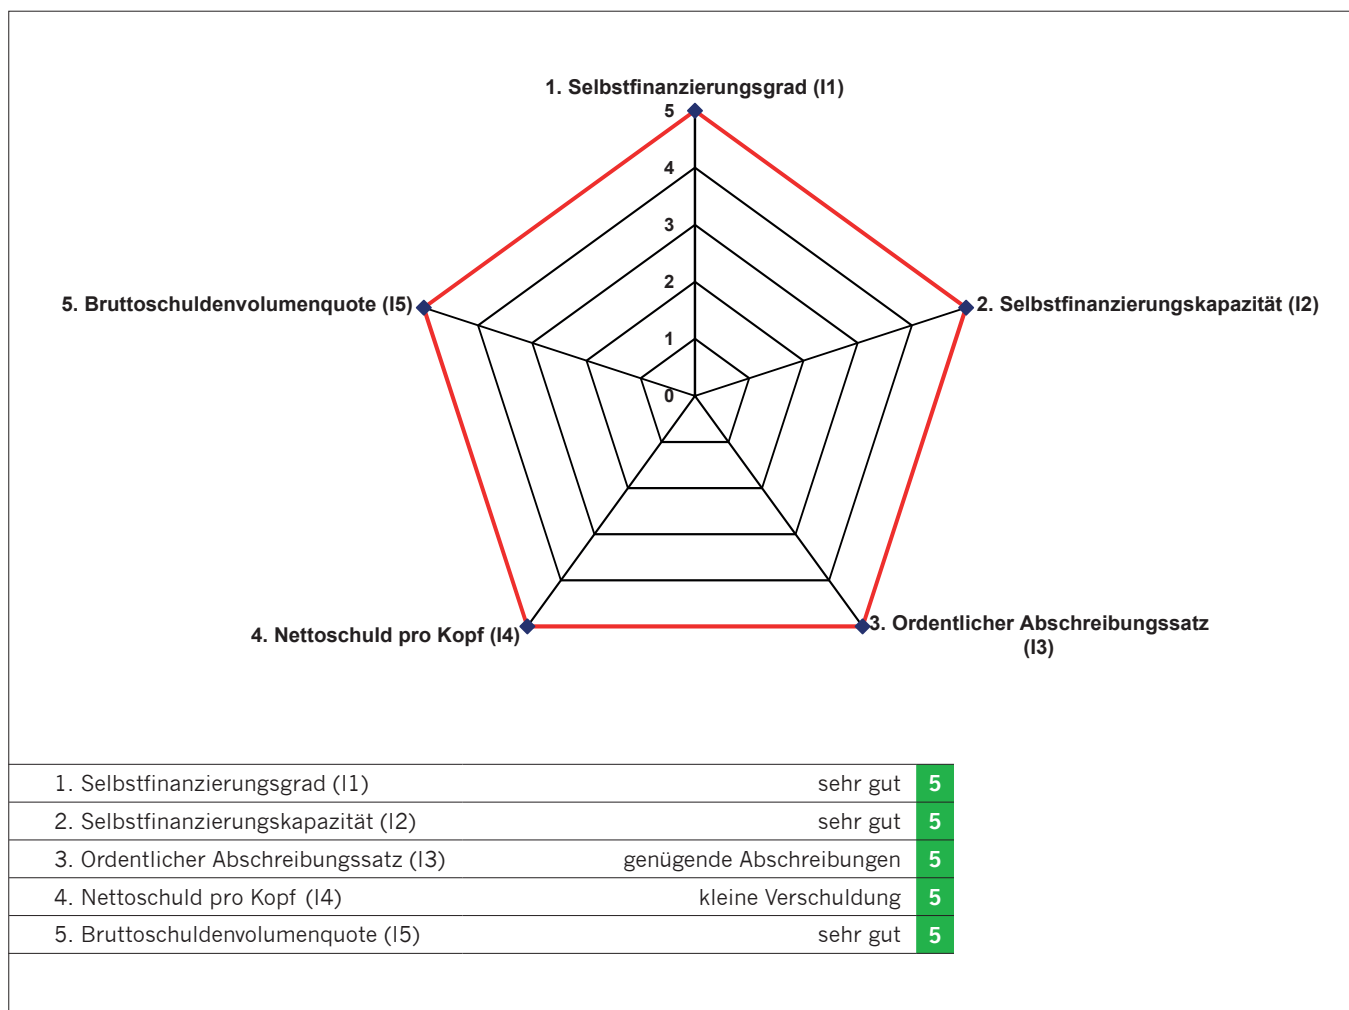 1. Selbstfinanzierungsgrad (I1)
5
4
3
2
1
0
5. Bruttoschuldenvolumenquote (I5)
2. Selbstfinanzierungskapazität (I2)
4. Nettoschuld pro Kopf (I4)
3. Ordentlicher Abschreibungssatz
(I3)
1. Selbstfinanzierungsgrad (I1) sehr gut 5
2. Selbstfinanzierungskapazität (I2) sehr gut 5
3. Ordentlicher Abschreibungssatz (I3) genügende Abschreibungen 5
4. Nettoschuld pro Kopf (I4) kleine Verschuldung 5
5. Bruttoschuldenvolumenquote (I5) sehr gut 5